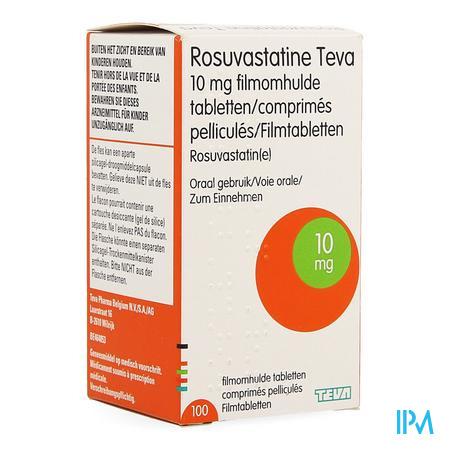 BUITEN HET ZICHT EN BEREIK VAN
KINDEREN HOUDEN.
TENIR HORS DE LA VUE ET DE LA
PORTÉE DES ENFANTS.
BEWAHREN SIE DIESES
ARZNEIMITTEL FÜR KINDER
UNZUGÄNGLICH AUF.
De fles kan een aparte
silicagel-droogmiddelcapsule
bevatten. Gelieve deze NIET uit de fles
te verwijderen.
Le flacon pourrait contenir une
cartouche désiccante (gel de silice)
séparée. Ne l'enlevez PAS du flacon.
Die Flasche könnte einen separaten
Silicagel-Trockenmittelkanister
enthalten. Bitte NICHT aus der
Flasche entfernen.
Teva Pharma Belgium N.V./S.A./AG
Laarstraat 16
B-2610 Wilrijk
Geneesmiddel op medisch voorschrift.
Médicament soumis à prescription
médicale.
Verschreibungspflichtig.
Rosuvastatine Teva
10 mg filmomhulde
tabletten/comprimés
pelliculés/Filmtabletten
Rosuvastatin(e)
Oraal gebruik/Voie orale/
Zum Einnehmen
10
mg
100
filmomhulde tabletten
comprimés pelliculés
Filmtabletten
TEVA
IPM